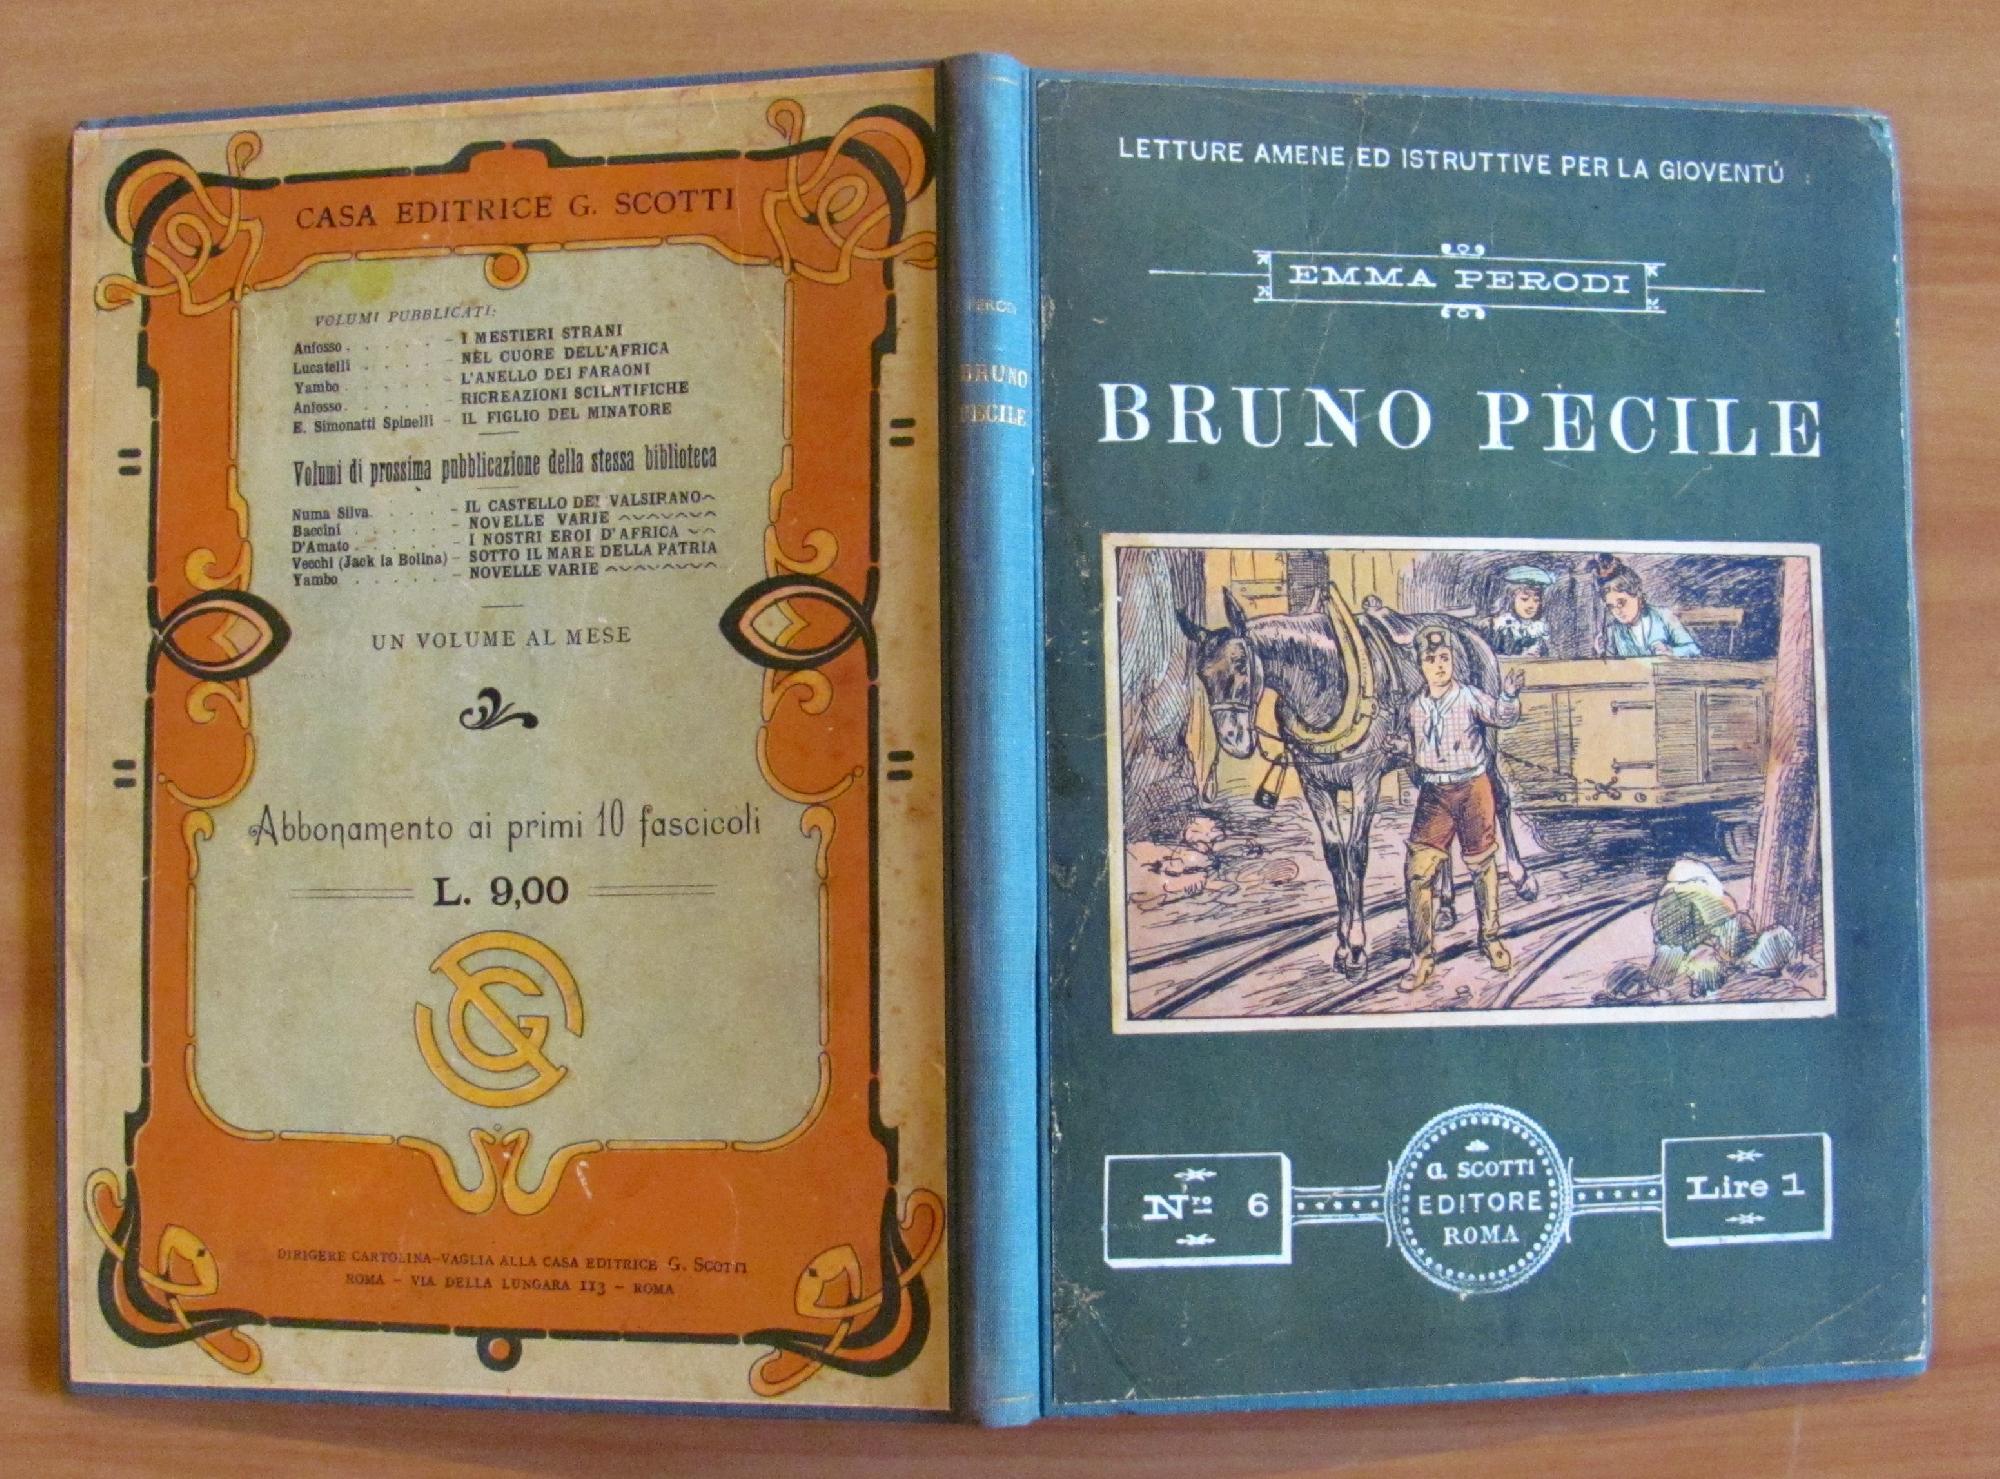 CASA EDITRICE G. SCOTTI
VOLUMI PUBBLICATI:
Anfosso . . . . . . – I MESTIERI STRANI
Lucatelli . . . . . – NEL CUORE DELL'AFRICA
Yambo . . . . . . – L'ANELLO DEI FARAONI
Anfosso . . . . . . RICREAZIONI SCIENTIFICHE
E. Simonatti Spinelli – IL FIGLIO DEL MINATORE
Volumi di prossima pubblicazione della stessa biblioteca
Numa Silva. . . . . – IL CASTELLO DEI VALSIRANO
Baccini . . . . . . – NOVELLE VARIE
D'Amato . . . . . . – I NOSTRI EROI D'AFRICA
Vecchi (Jack la Bolina) – SOTTO IL MARE DELLA PATRIA
Yambo . . . . . . – NOVELLE VARIE
UN VOLUME AL MESE
Abbonamento ai primi 10 fascicoli
L. 9,00
DIRIGERE CARTOLINA-VAGLIA ALLA CASA EDITRICE G. SCOTTI
ROMA – VIA DELLA LUNGARA 113 – ROMA
PERODI
BRUNO
PECILE
LETTURE AMENE ED ISTRUTTIVE PER LA GIOVENTÙ
EMMA PERODI
BRUNO PÈCILE
Nro 6
G. SCOTTI
EDITORE
ROMA
Lire 1